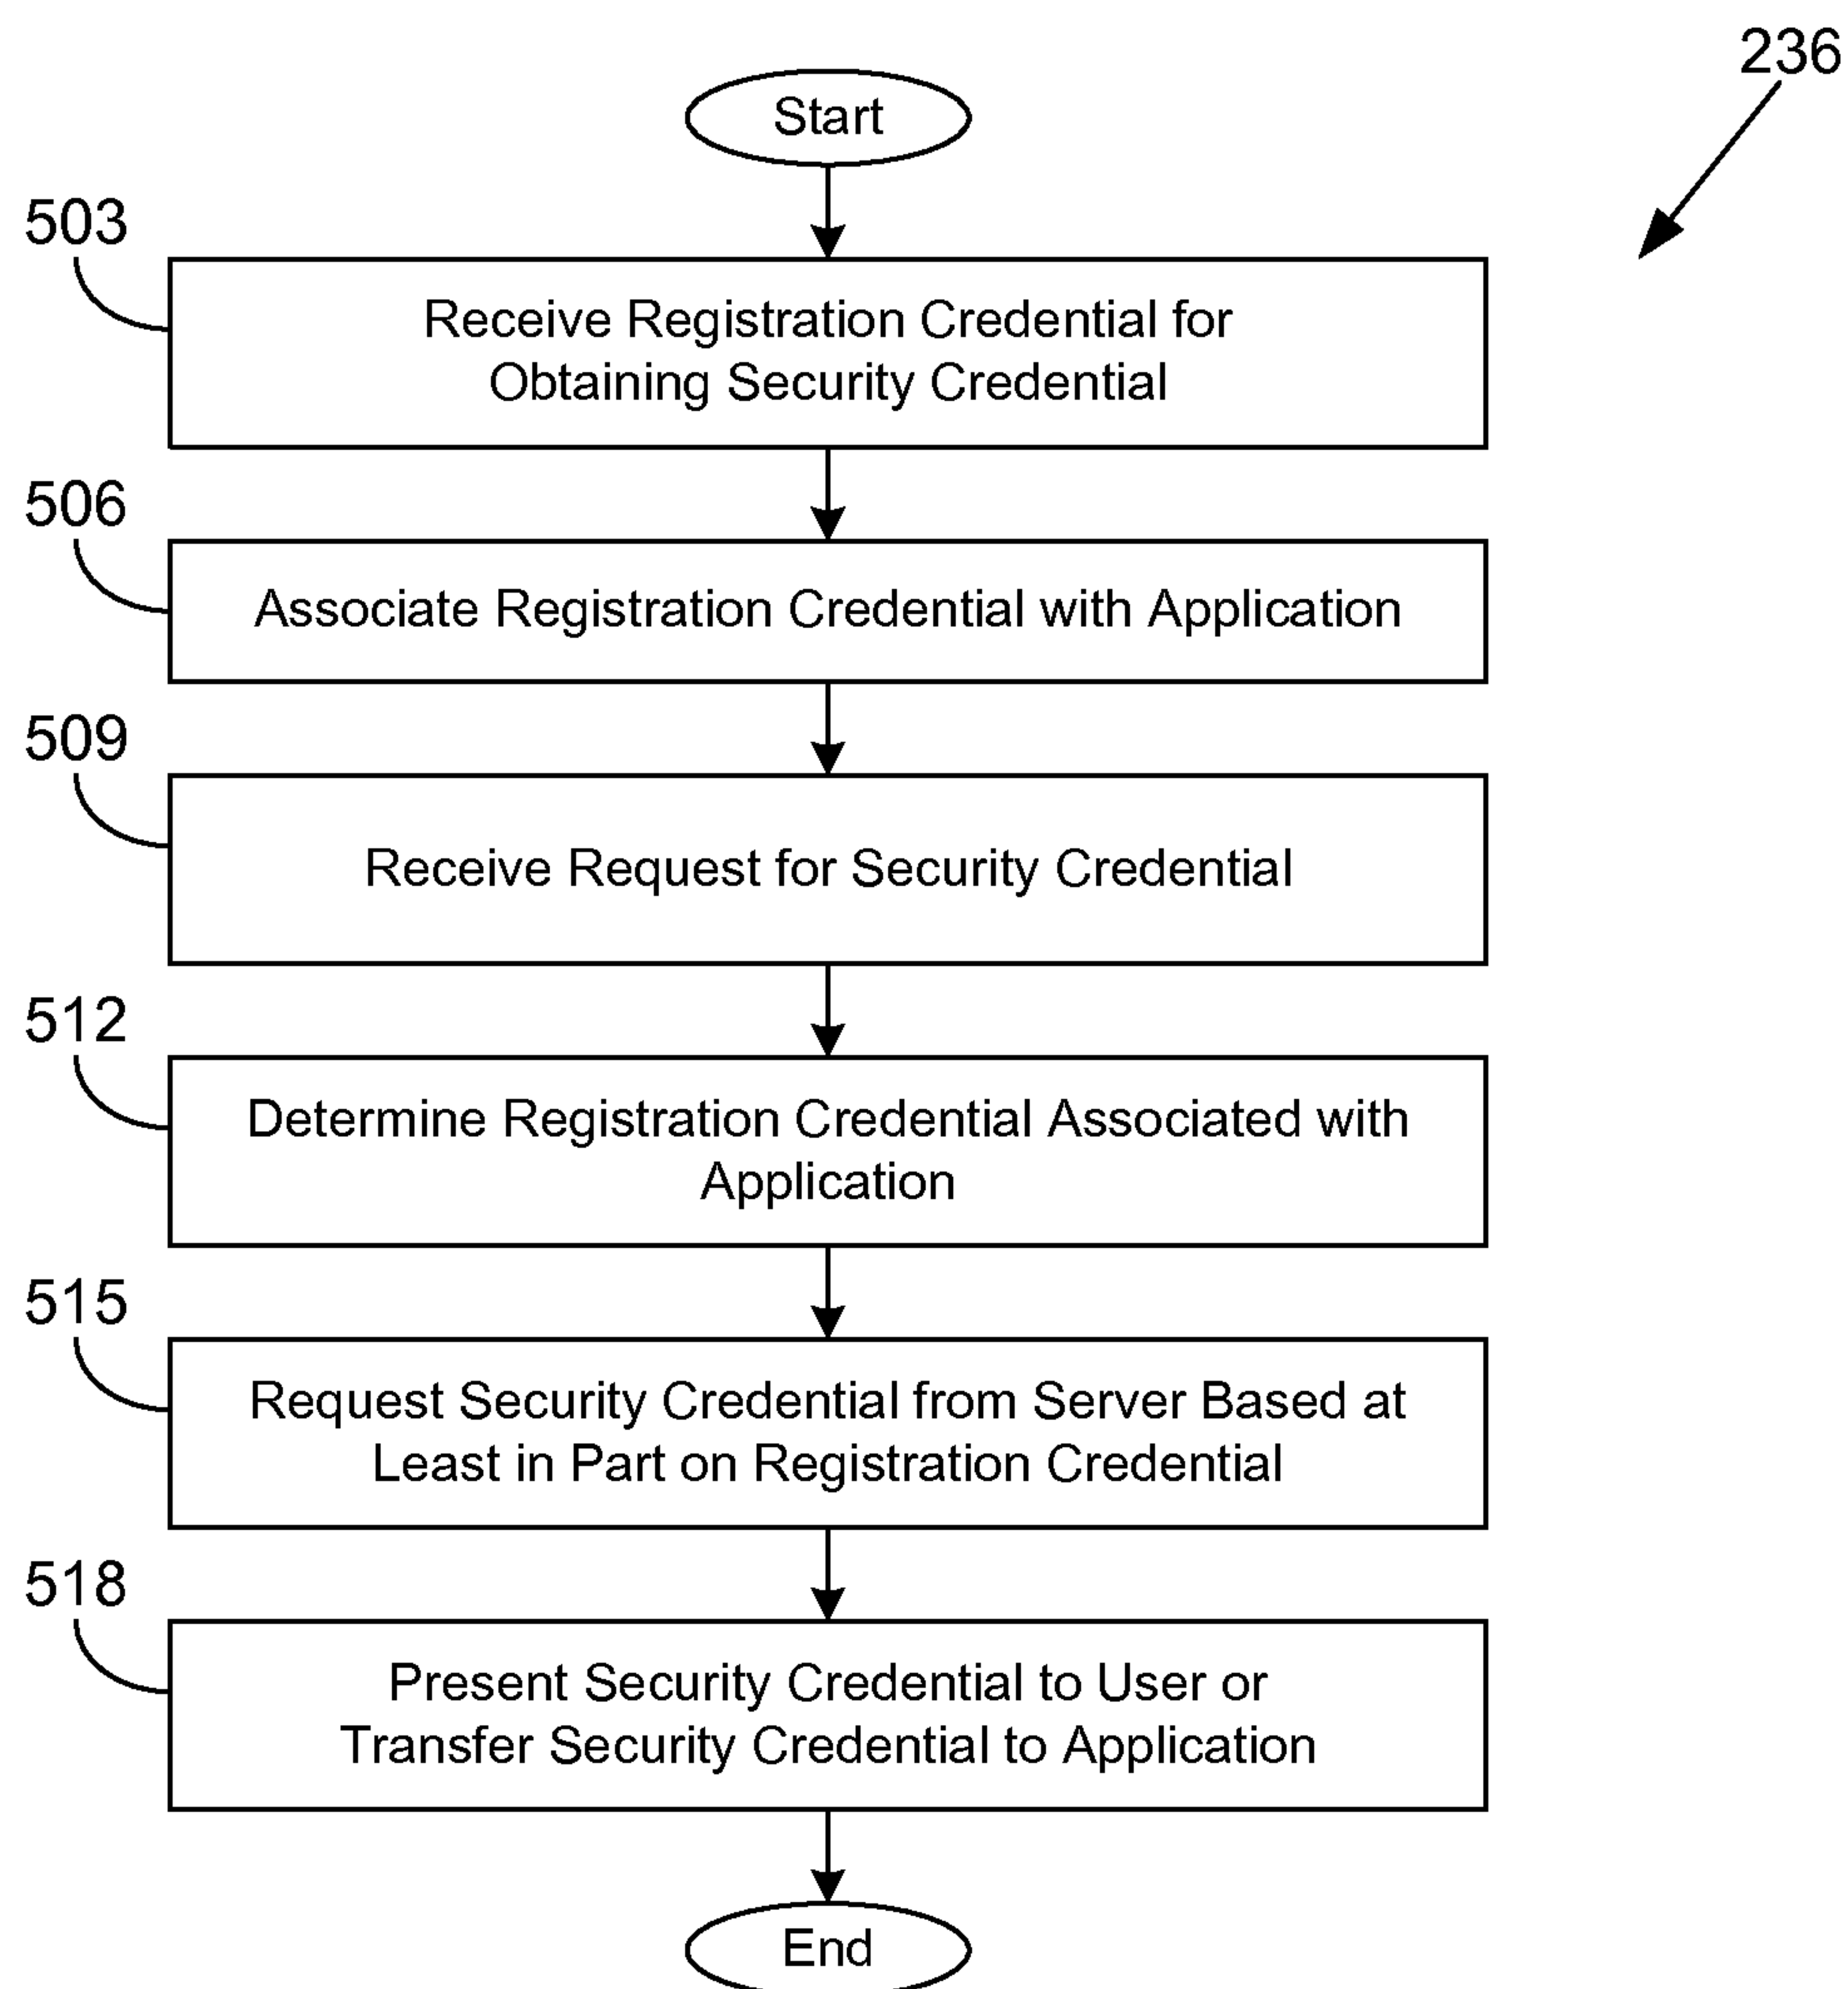 236
Start
503
Receive Registration Credential for
Obtaining Security Credential
506
Associate Registration Credential with Application
509
Receive Request for Security Credential
512
Determine Registration Credential Associated with
Application
515
Request Security Credential from Server Based at
Least in Part on Registration Credential
518
Present Security Credential to User or
Transfer Security Credential to Application
End